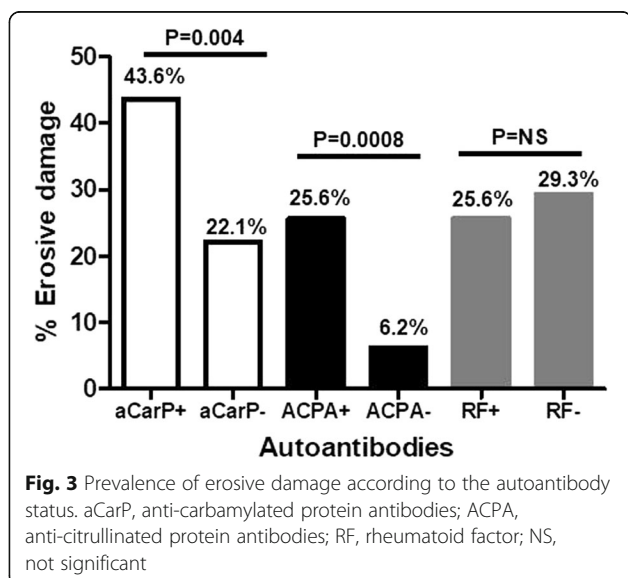 P=0.004
50
43.6%
P=0.0008
P=NS
40
30
29.3%
25.6%
25.6%
22.1%
20
10
6.2%
0
% Erosive damage
aCarP+ aCarP- ACPA+ ACPA- RF+ RF-
Autoantibodies
Fig. 3 Prevalence of erosive damage according to the autoantibody
status. aCarP, anti-carbamylated protein antibodies; ACPA,
anti-citrullinated protein antibodies; RF, rheumatoid factor; NS,
not significant